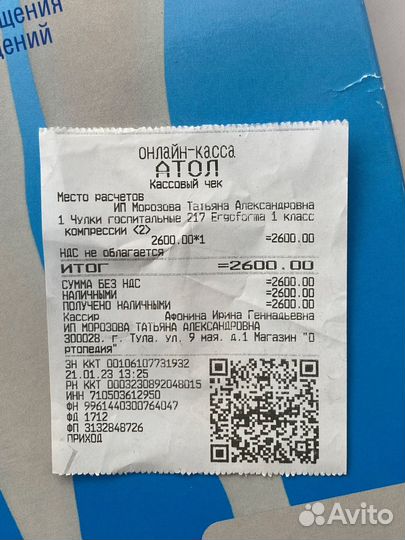 щения
дений
ОНЛАЙН-КАССА
АТОЛ
Кассовый чек
Место расчетов
ИП Морозова Татьяна Александровна
1 Чулки госпитальные 217 Ergoforma 1 класс
компрессии <2>
2600.00*1 =2600.00
НДС не облагается
ИТОГ =2600.00
СУММА БЕЗ НДС =2600.00
НАЛИЧНЫМИ =2600.00
ПОЛУЧЕНО НАЛИЧНЫМИ =2600.00
Кассир Афонина Ирина Геннадьевна
ИП МОРОЗОВА ТАТЬЯНА АЛЕКСАНДРОВНА
300028. г. Тула. ул. 9 мая. д.1 Магазин "О
ртопедия"
ЗН ККТ 00106107731932
21.01.23 13:25
РН ККТ 0003230892048015
ИНН 710503612950
ФН 9961440300764047
ФД 1712
ФП 3132848726
ПРИХОД
Avito